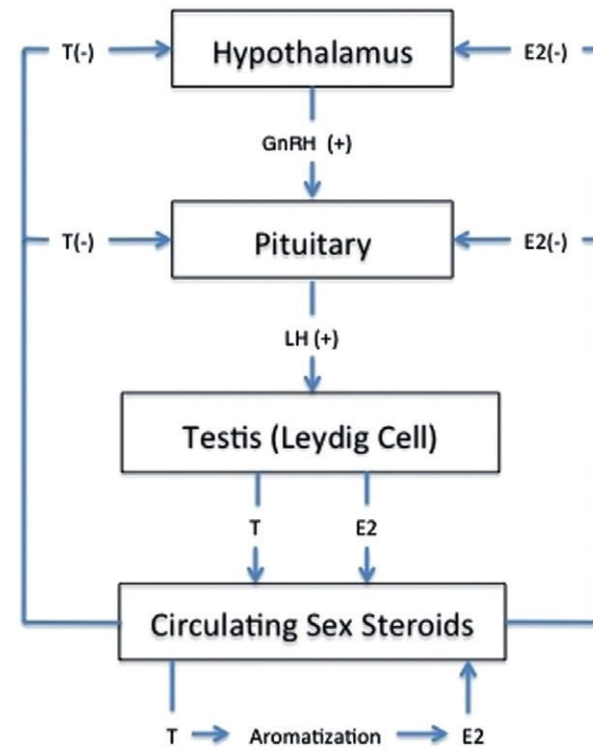 T(-) Hypothalamus E2(-)
GnRH (+)
T(-) Pituitary E2(-)
LH (+)
Testis (Leydig Cell)
T E2
Circulating Sex Steroids
T Aromatization E2